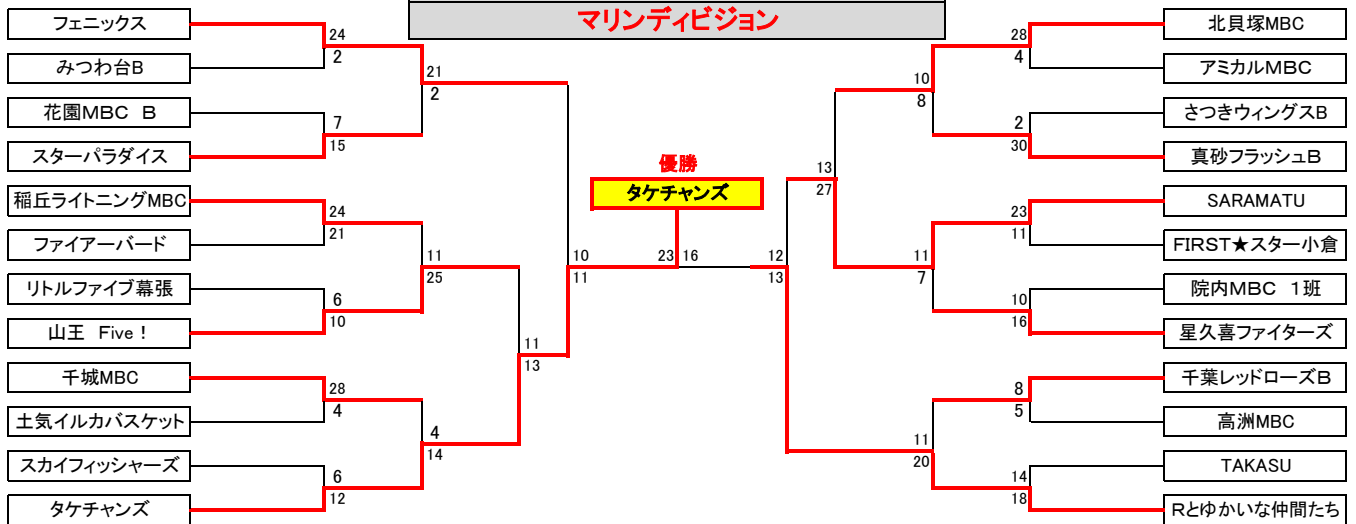 マリンディビジョン
フェニックス
みつわ台B
花園MBC B
スターパラダイス
稲丘ライトニングMBC
ファイアーバード
リトルファイブ幕張
山王 Five！
千城MBC
土気イルカバスケット
スカイフィッシャーズ
タケチャンズ
24
2
7
15
24
21
6
10
28
4
6
12
21
2
11
25
4
14
11
13
10
11
優勝
タケチャンズ
23 16
12
13
13
27
10
8
11
7
11
20
28
4
2
30
23
11
10
16
8
5
14
18
北貝塚MBC
アミカルMBC
さつきウィングスB
真砂フラッシュB
SARAMATU
FIRST★スター小倉
院内MBC 1班
星久喜ファイターズ
千葉レッドローズB
高洲MBC
TAKASU
Rとゆかいな仲間たち